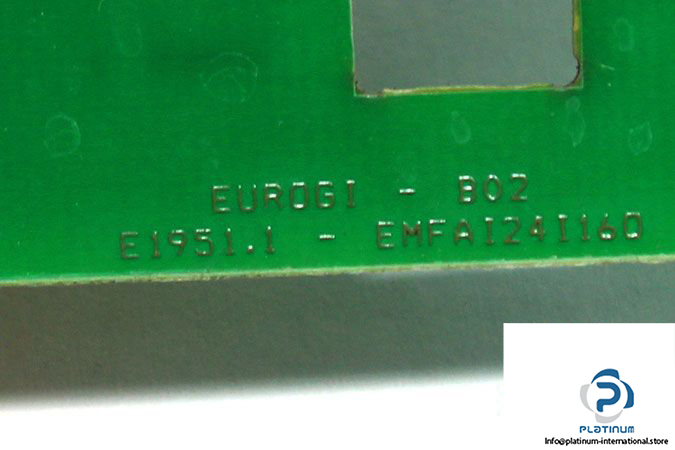 EUROGI - B02
E1951.1 - EMFAI24I160
PLATINUM
Info@platinum-international.store